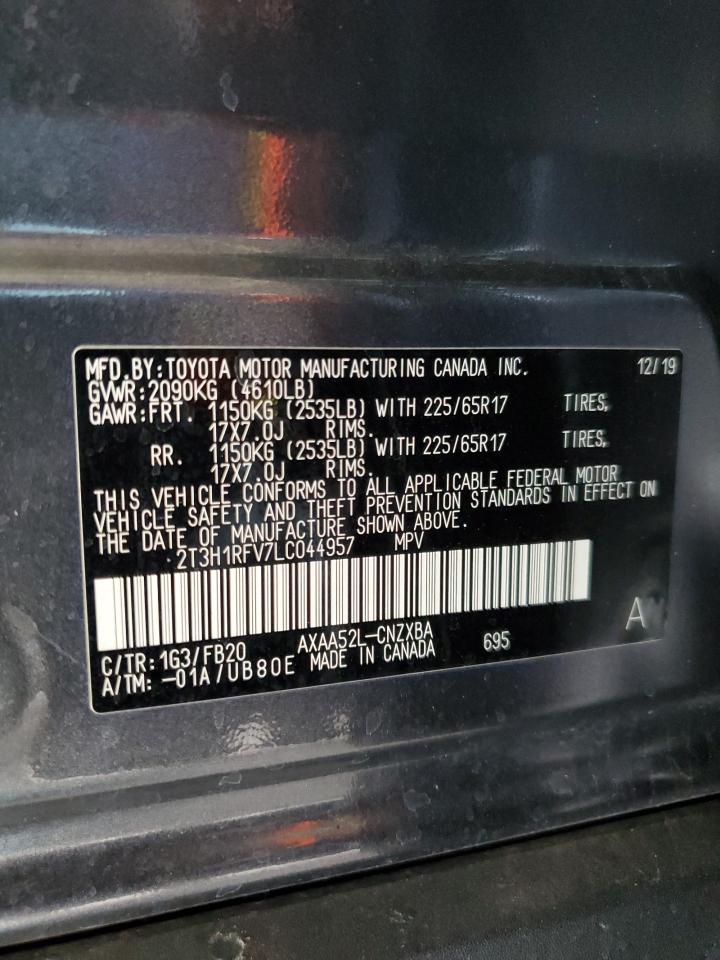 MFD.BY:TOYOTA MOTOR MANUFACTURING CANADA INC. 12/19
GVWR:2090KG (4610LB)
GAWR:FRT. 1150KG (2535LB) WITH 225/65R17 TIRES,
17X7.0J RIMS.
RR. 1150KG (2535LB) WITH 225/65R17 TIRES,
17X7.0J RIMS.
THIS VEHICLE CONFORMS TO ALL APPLICABLE FEDERAL MOTOR
VEHICLE SAFETY AND THEFT PREVENTION STANDARDS IN EFFECT ON
THE DATE OF MANUFACTURE SHOWN ABOVE.
2T3H1RFV7LC044957 MPV
A
C/TR:1G3/FB20 AXAA52L-CNZXBA 695
A/TM:-01A/UB80E MADE IN CANADA